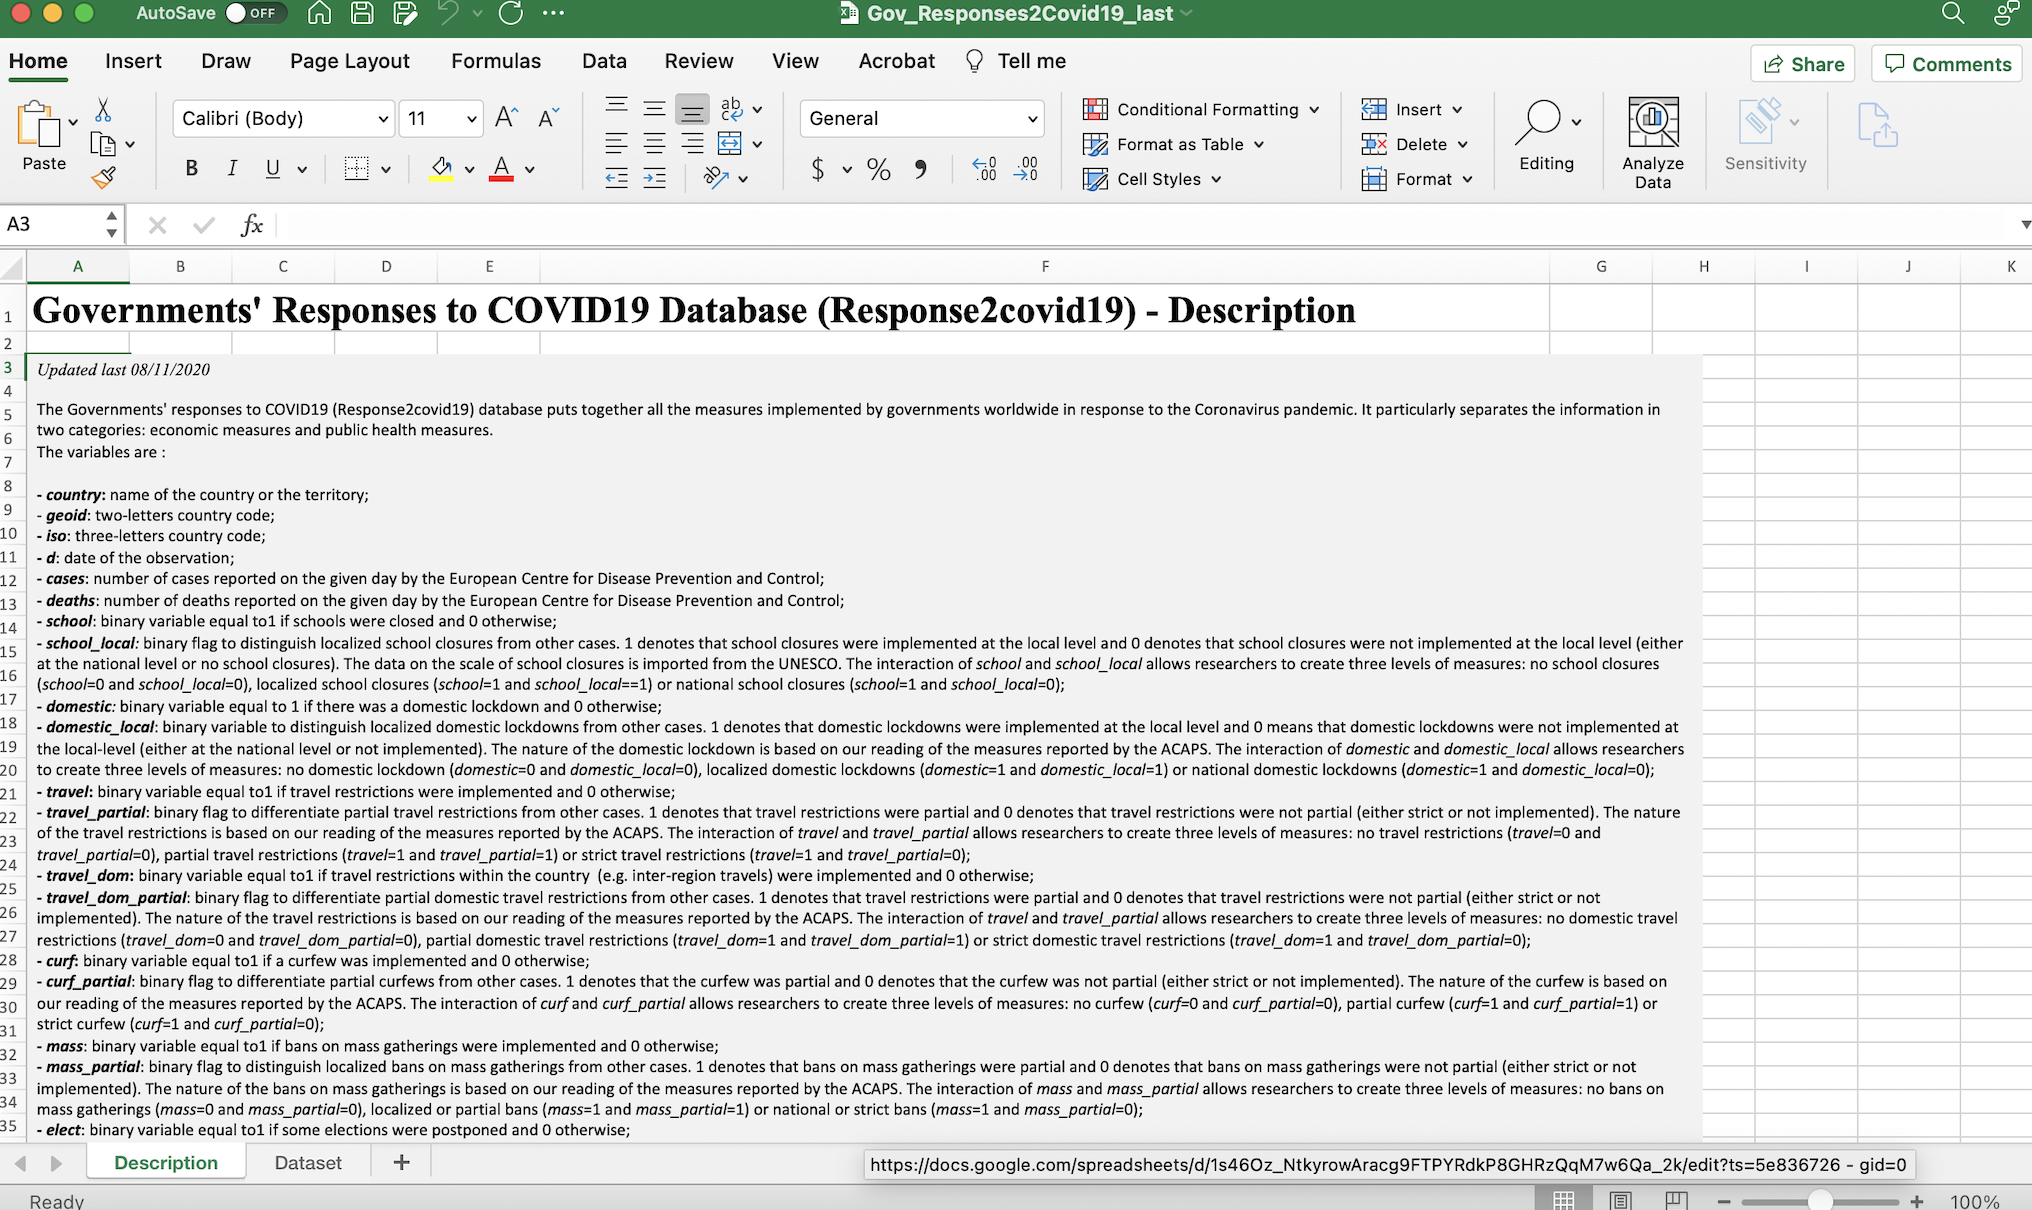 AutoSave OFF Gov_Responses2Covid19_last
Home Insert Draw Page Layout Formulas Data Review View Acrobat Tell me Share Comments
Paste
Calibri (Body) 11 A^ A˅
B I U A
ab
General
$ % , .0 .00 .00 .0
Conditional Formatting
Format as Table
Cell Styles
Insert
Delete
Format
Editing
Analyze Data
Sensitivity
A3 fx
A B C D E F G H I J K
1 Governments' Responses to COVID19 Database (Response2covid19) - Description
2
3 Updated last 08/11/2020
4
5 The Governments' responses to COVID19 (Response2covid19) database puts together all the measures implemented by governments worldwide in response to the Coronavirus pandemic. It particularly separates the information in
6 two categories: economic measures and public health measures.
7 The variables are :
8
9 - country: name of the country or the territory;
- geoid: two-letters country code;
10 - iso: three-letters country code;
11 - d: date of the observation;
12 - cases: number of cases reported on the given day by the European Centre for Disease Prevention and Control;
13 - deaths: number of deaths reported on the given day by the European Centre for Disease Prevention and Control;
14 - school: binary variable equal to1 if schools were closed and 0 otherwise;
15 - school_local: binary flag to distinguish localized school closures from other cases. 1 denotes that school closures were implemented at the local level and 0 denotes that school closures were not implemented at the local level (either
at the national level or no school closures). The data on the scale of school closures is imported from the UNESCO. The interaction of school and school_local allows researchers to create three levels of measures: no school closures
16 (school=0 and school_local=0), localized school closures (school=1 and school_local==1) or national school closures (school=1 and school_local=0);
17 - domestic: binary variable equal to 1 if there was a domestic lockdown and 0 otherwise;
18 - domestic_local: binary variable to distinguish localized domestic lockdowns from other cases. 1 denotes that domestic lockdowns were implemented at the local level and 0 means that domestic lockdowns were not implemented at
19 the local-level (either at the national level or not implemented). The nature of the domestic lockdown is based on our reading of the measures reported by the ACAPS. The interaction of domestic and domestic_local allows researchers
20 to create three levels of measures: no domestic lockdown (domestic=0 and domestic_local=0), localized domestic lockdowns (domestic=1 and domestic_local=1) or national domestic lockdowns (domestic=1 and domestic_local=0);
21 - travel: binary variable equal to1 if travel restrictions were implemented and 0 otherwise;
22 - travel_partial: binary flag to differentiate partial travel restrictions from other cases. 1 denotes that travel restrictions were partial and 0 denotes that travel restrictions were not partial (either strict or not implemented). The nature
23 of the travel restrictions is based on our reading of the measures reported by the ACAPS. The interaction of travel and travel_partial allows researchers to create three levels of measures: no travel restrictions (travel=0 and
24 travel_partial=0), partial travel restrictions (travel=1 and travel_partial=1) or strict travel restrictions (travel=1 and travel_partial=0);
- travel_dom: binary variable equal to1 if travel restrictions within the country (e.g. inter-region travels) were implemented and 0 otherwise;
25 - travel_dom_partial: binary flag to differentiate partial domestic travel restrictions from other cases. 1 denotes that travel restrictions were partial and 0 denotes that travel restrictions were not partial (either strict or not
26 implemented). The nature of the travel restrictions is based on our reading of the measures reported by the ACAPS. The interaction of travel and travel_partial allows researchers to create three levels of measures: no domestic travel
27 restrictions (travel_dom=0 and travel_dom_partial=0), partial domestic travel restrictions (travel_dom=1 and travel_dom_partial=1) or strict domestic travel restrictions (travel_dom=1 and travel_dom_partial=0);
28 - curf: binary variable equal to1 if a curfew was implemented and 0 otherwise;
29 - curf_partial: binary flag to differentiate partial curfews from other cases. 1 denotes that the curfew was partial and 0 denotes that the curfew was not partial (either strict or not implemented). The nature of the curfew is based on
30 our reading of the measures reported by the ACAPS. The interaction of curf and curf_partial allows researchers to create three levels of measures: no curfew (curf=0 and curf_partial=0), partial curfew (curf=1 and curf_partial=1) or
31 strict curfew (curf=1 and curf_partial=0);
32 - mass: binary variable equal to1 if bans on mass gatherings were implemented and 0 otherwise;
33 - mass_partial: binary flag to distinguish localized bans on mass gatherings from other cases. 1 denotes that bans on mass gatherings were partial and 0 denotes that bans on mass gatherings were not partial (either strict or not
implemented). The nature of the bans on mass gatherings is based on our reading of the measures reported by the ACAPS. The interaction of mass and mass_partial allows researchers to create three levels of measures: no bans on
34 mass gatherings (mass=0 and mass_partial=0), localized or partial bans (mass=1 and mass_partial=1) or national or strict bans (mass=1 and mass_partial=0);
35 - elect: binary variable equal to1 if some elections were postponed and 0 otherwise;
Description Dataset + https://docs.google.com/spreadsheets/d/1s46Oz_NtkyrowAracg9FTPYRdkP8GHRzQqM7w6Qa_2k/edit?ts=5e836726 - gid=0
Ready 100%